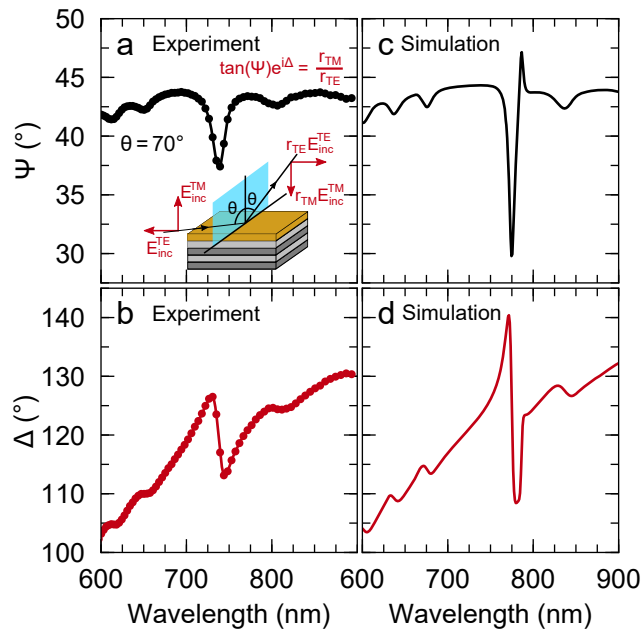 a Experiment
tan(Ψ)e^{iΔ} = r_TM / r_TE
c Simulation
50
45
40
35
30
Ψ (°)
θ = 70°
r_TE E_inc^TE
E_inc^TM
θ θ
r_TM E_inc^TM
E_inc^TE
b Experiment
d Simulation
140
130
120
110
100
Δ (°)
600 700 800 6 90 700 800 900
Wavelength (nm) Wavelength (nm)